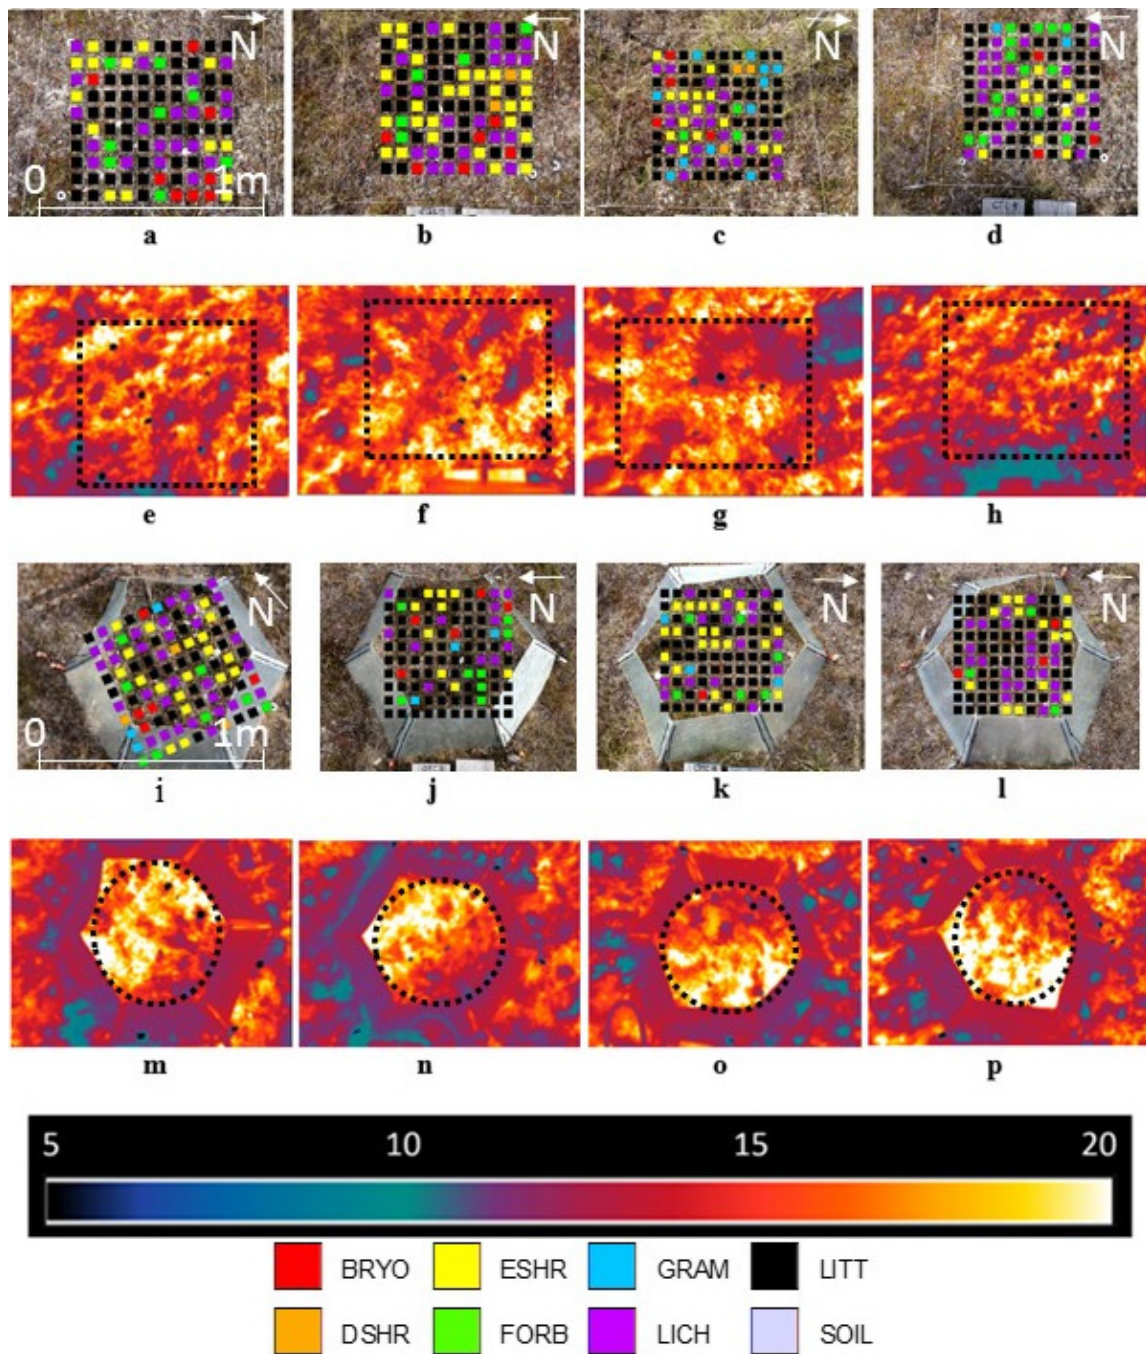 N N N N
0 1m
a b c d
e f g h
N N N N
0 1m
i j k l
m n o p
5 10 15 20
BRYO ESHR GRAM LITT
DSHR FORB LICH SOIL